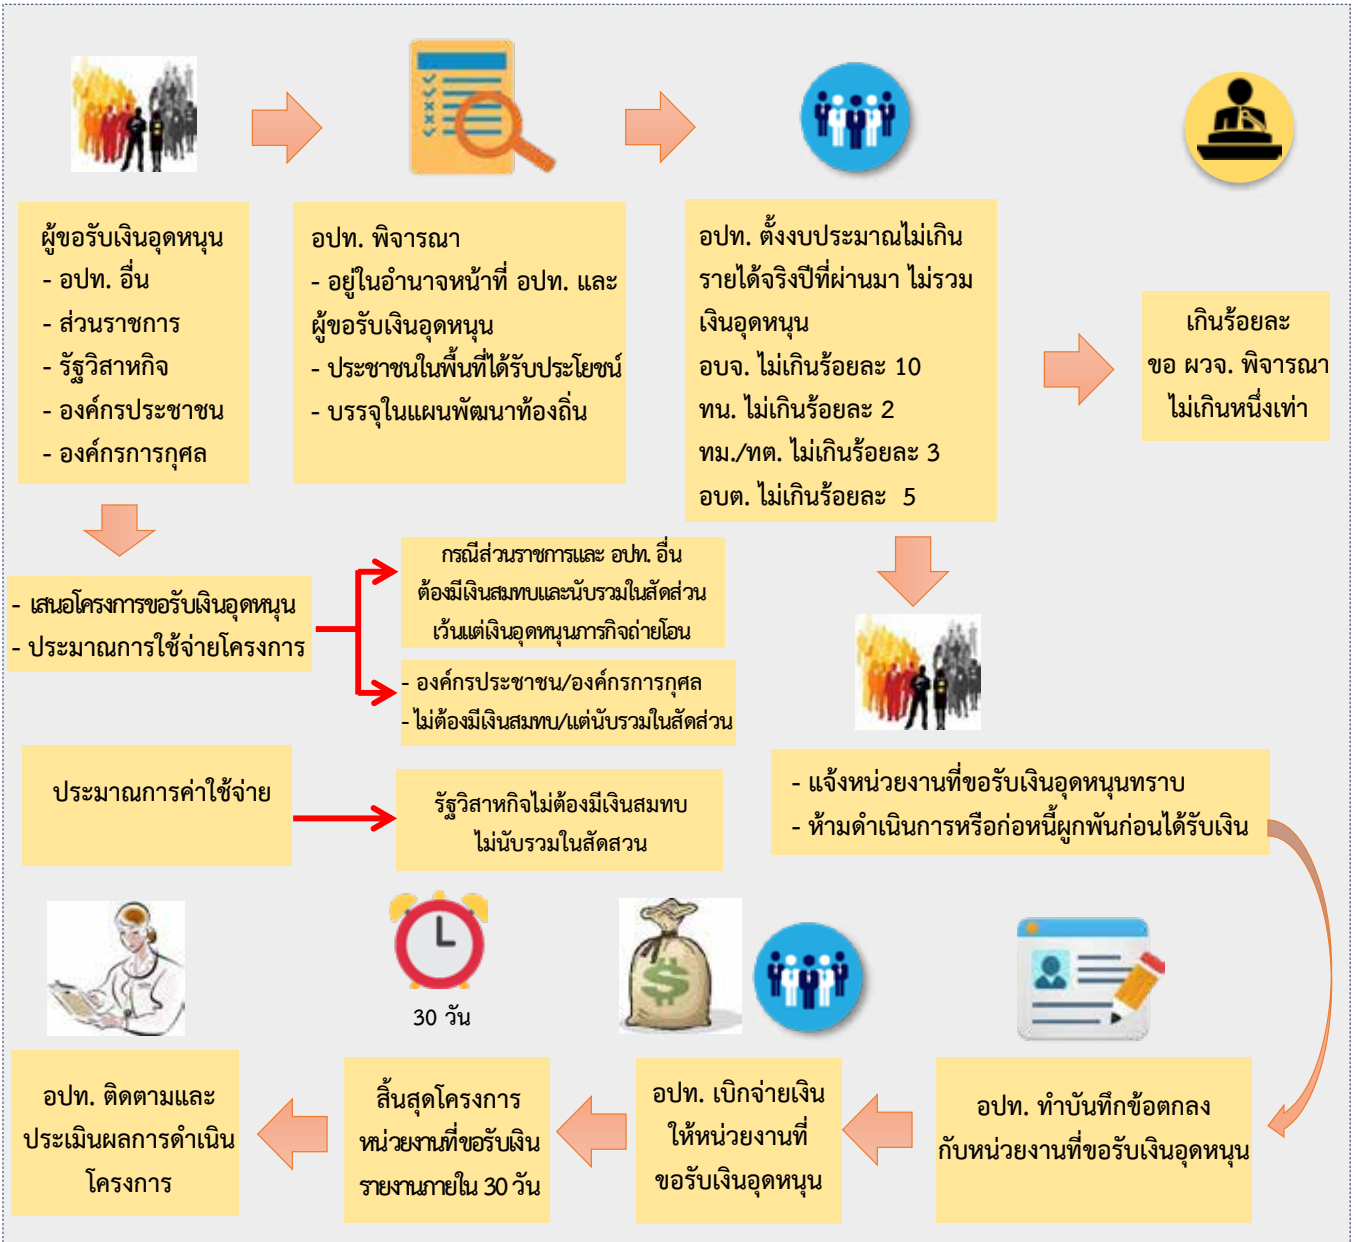 ผู้ขอรับเงินอุดหนุน
- อปท. อื่น
- ส่วนราชการ
- รัฐวิสาหกิจ
- องค์กรประชาชน
- องค์กรการกุศล
อปท. พิจารณา
- อยู่ในอำนาจหน้าที่ อปท. และ
ผู้ขอรับเงินอุดหนุน
- ประชาชนในพื้นที่ได้รับประโยชน์
- บรรจุในแผนพัฒนาท้องถิ่น
อปท. ตั้งงบประมาณไม่เกิน
รายได้จริงปีที่ผ่านมา ไม่รวม
เงินอุดหนุน
อบจ. ไม่เกินร้อยละ 10
ทน. ไม่เกินร้อยละ 2
ทม./ทต. ไม่เกินร้อยละ 3
อบต. ไม่เกินร้อยละ 5
เกินร้อยละ
ขอ ผวจ. พิจารณา
ไม่เกินหนึ่งเท่า
- เสนอโครงการขอรับเงินอุดหนุน
- ประมาณการใช้จ่ายโครงการ
กรณีส่วนราชการและ อปท. อื่น
ต้องมีเงินสมทบและนับรวมในสัดส่วน
เว้นแต่เงินอุดหนุนภารกิจถ่ายโอน
- องค์กรประชาชน/องค์กรการกุศล
- ไม่ต้องมีเงินสมทบ/แต่นับรวมในสัดส่วน
ประมาณการค่าใช้จ่าย
รัฐวิสาหกิจไม่ต้องมีเงินสมทบ
ไม่นับรวมในสัดสวน
- แจ้งหน่วยงานที่ขอรับเงินอุดหนุนทราบ
- ห้ามดำเนินการหรือก่อหนี้ผูกพันก่อนได้รับเงิน
อปท. ทำบันทึกข้อตกลง
กับหน่วยงานที่ขอรับเงินอุดหนุน
อปท. เบิกจ่ายเงิน
ให้หน่วยงานที่
ขอรับเงินอุดหนุน
30 วัน
สิ้นสุดโครงการ
หน่วยงานที่ขอรับเงิน
รายงานภายใน 30 วัน
อปท. ติดตามและ
ประเมินผลการดำเนิน
โครงการ